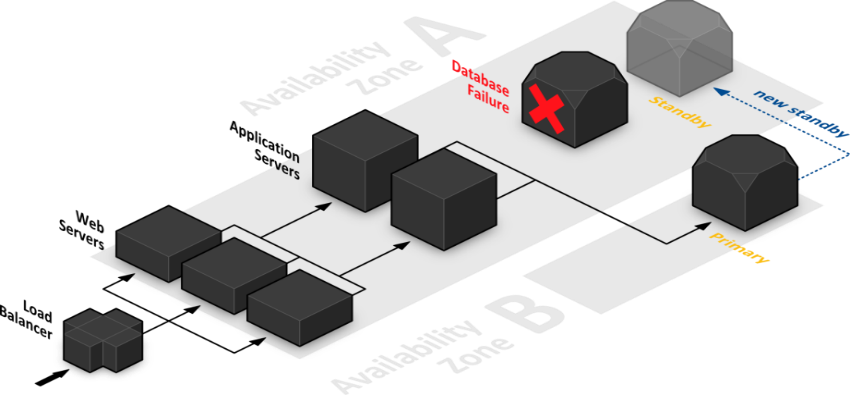 Availability
Zone
A
Database
Failure
Standby
new standby
Application
Servers
Web
Servers
Primary
Load
Balancer
Availability
Zone
B